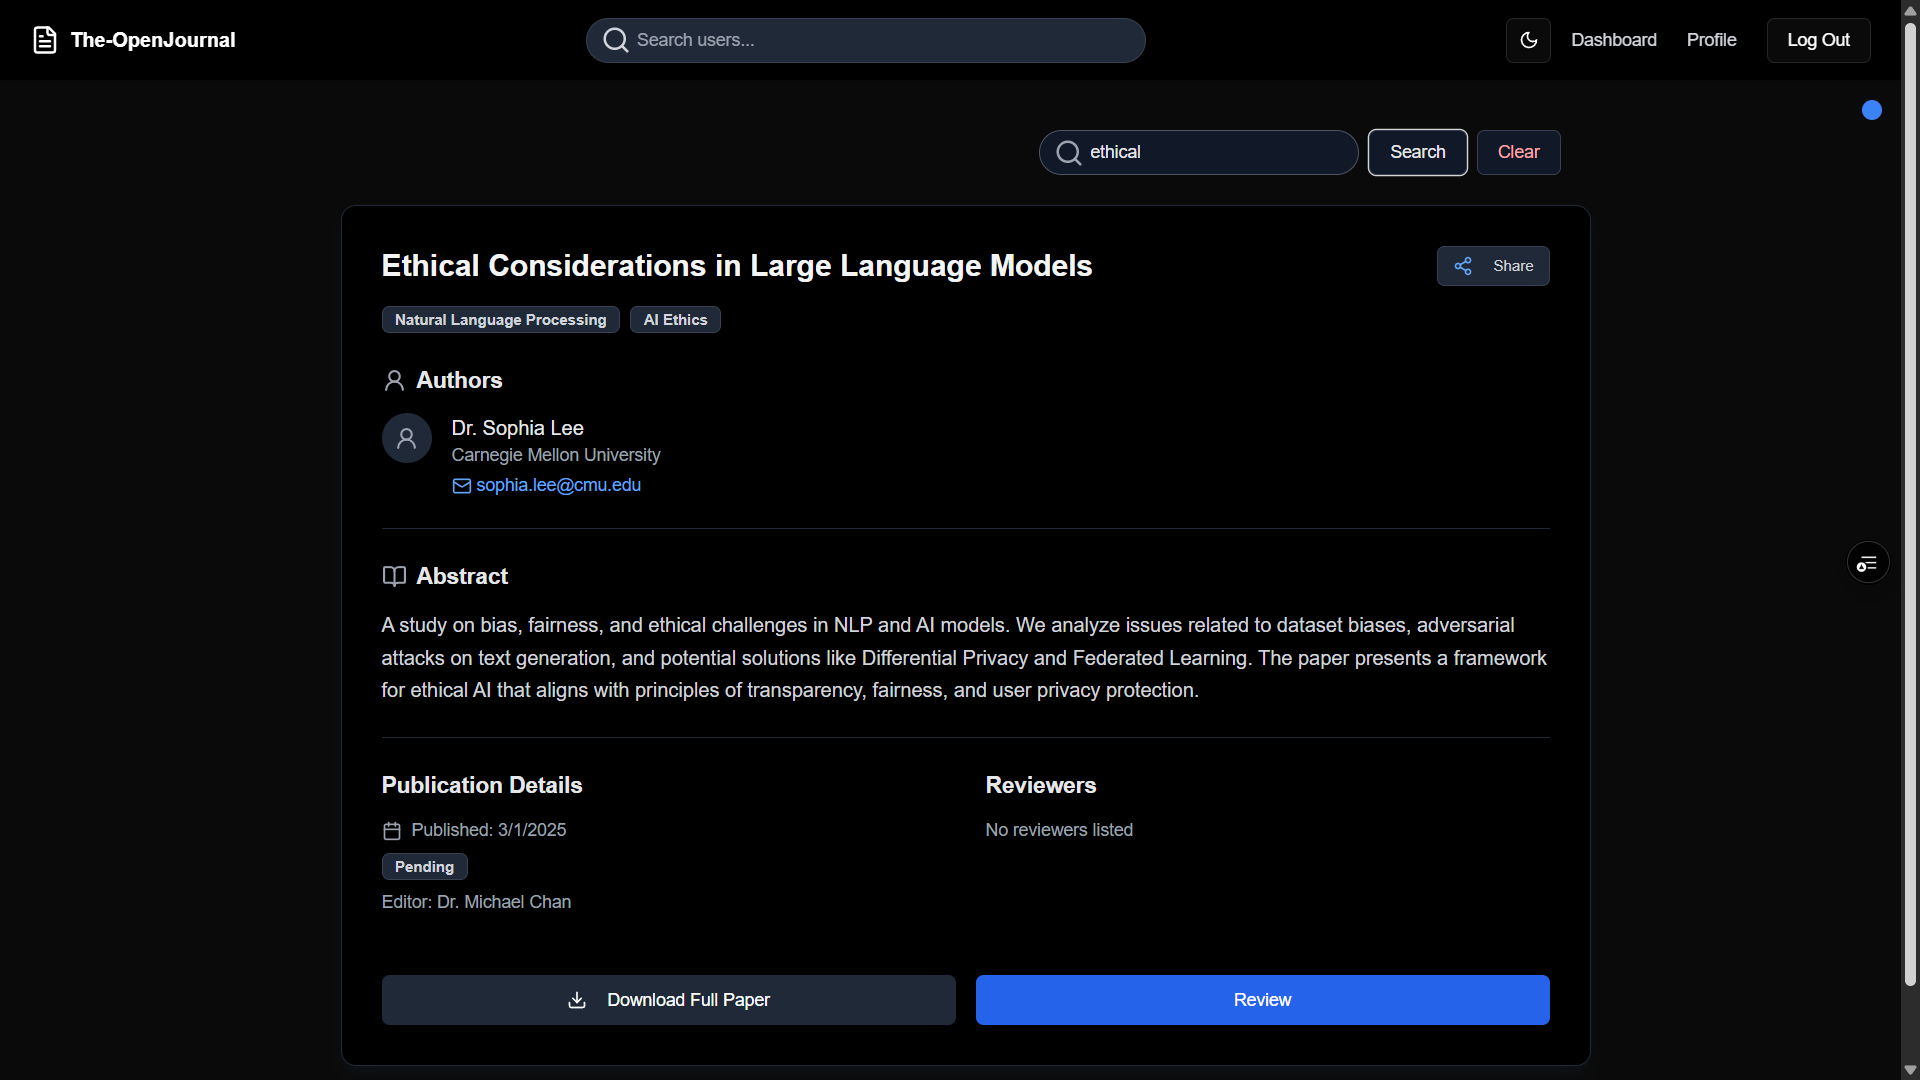 The-OpenJournal
Search users...
Dashboard
Profile
Log Out
ethical
Search
Clear
Ethical Considerations in Large Language Models
Share
Natural Language Processing
AI Ethics
Authors
Dr. Sophia Lee
Carnegie Mellon University
sophia.lee@cmu.edu
Abstract
A study on bias, fairness, and ethical challenges in NLP and AI models. We analyze issues related to dataset biases, adversarial
attacks on text generation, and potential solutions like Differential Privacy and Federated Learning. The paper presents a framework
for ethical AI that aligns with principles of transparency, fairness, and user privacy protection.
Publication Details
Published: 3/1/2025
Pending
Editor: Dr. Michael Chan
Reviewers
No reviewers listed
Download Full Paper
Review